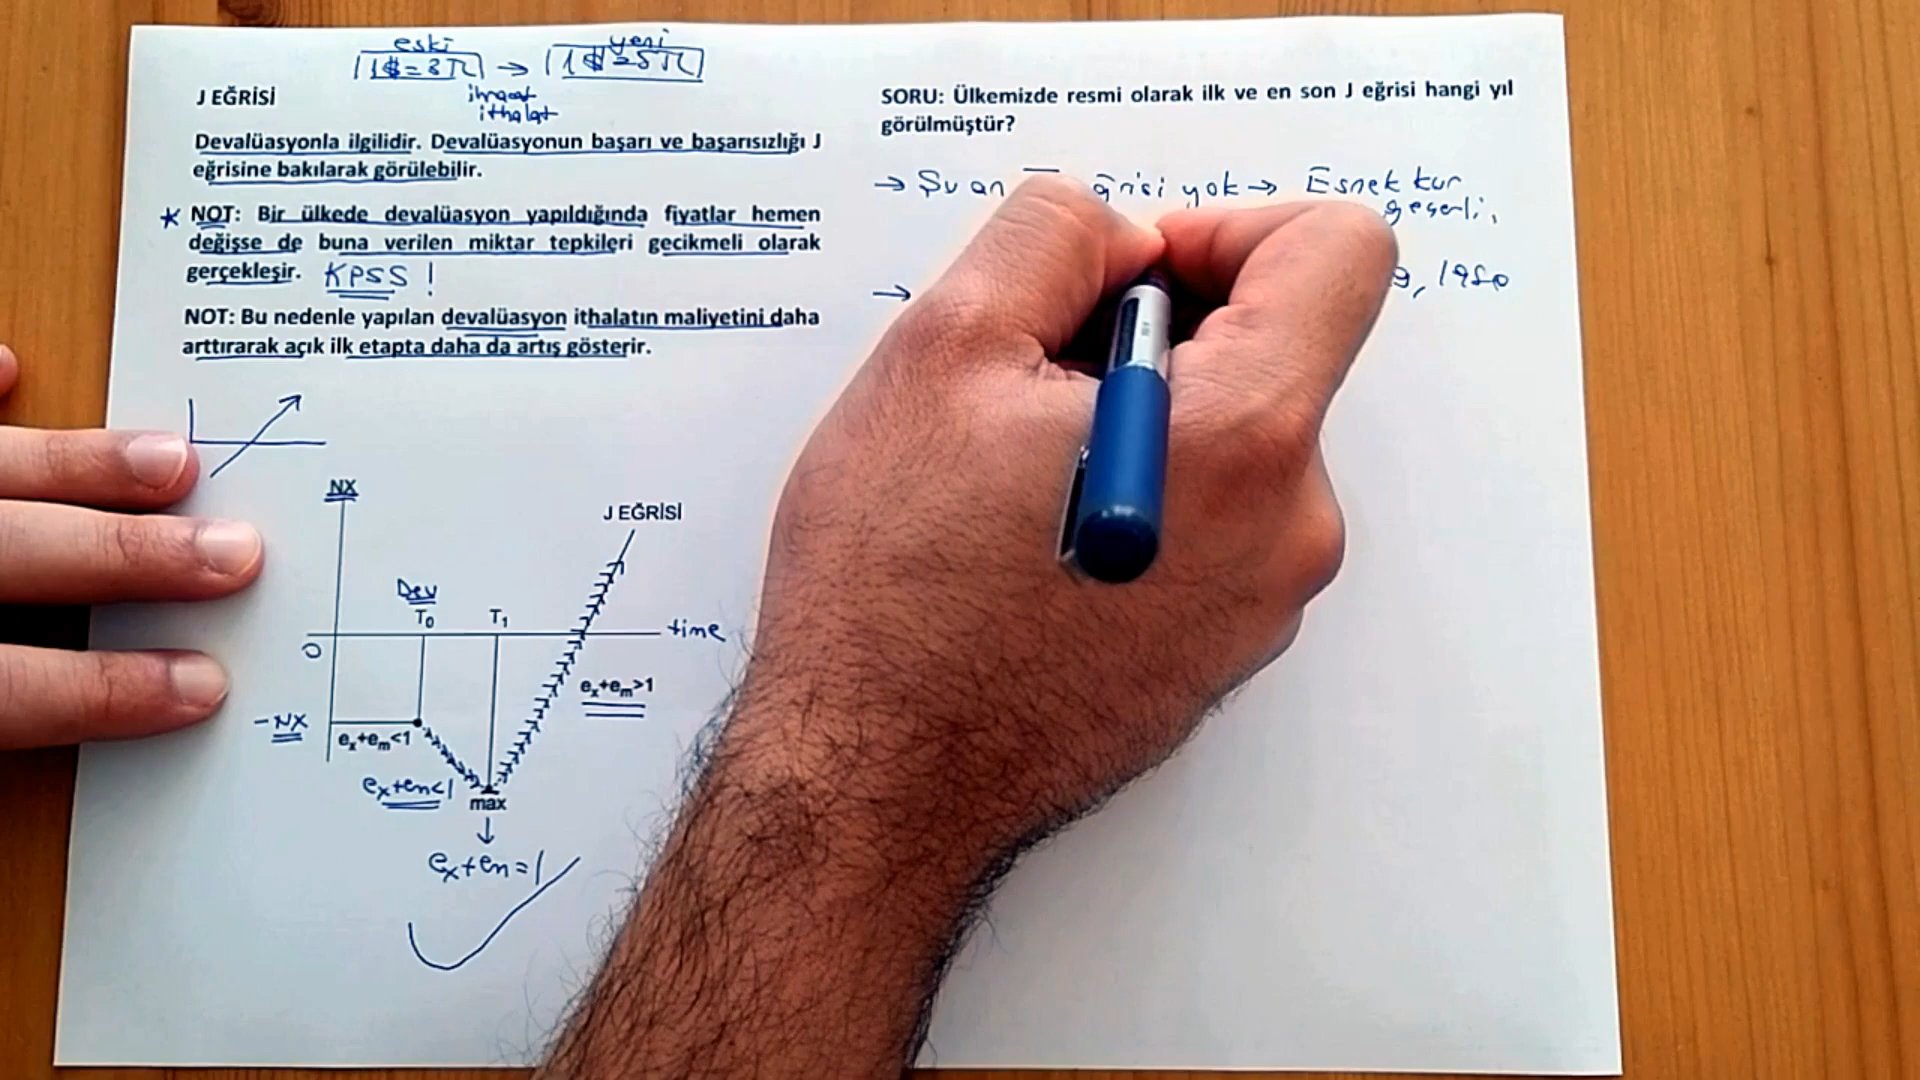 eski yeni
1$=3TL → 1$=5TL
J EĞRİSİ
ihracat
ithalat
Devalüasyonla ilgilidir. Devalüasyonun başarı ve başarısızlığı J
eğrisine bakılarak görülebilir.
* NOT: Bir ülkede devalüasyon yapıldığında fiyatlar hemen
değişse de buna verilen miktar tepkileri gecikmeli olarak
gerçekleşir. KPSS !
NOT: Bu nedenle yapılan devalüasyon ithalatın maliyetini daha
arttırarak açık ilk etapta daha da artış gösterir.
NX
J EĞRİSİ
Dev
T0 T1
time
0
ex+em>1
-NX
ex+em<1
ex+em<1
max
↓
ex+em=1
SORU: Ülkemizde resmi olarak ilk ve en son J eğrisi hangi yıl
görülmüştür?
→ Şu an ğrisi yok → Esnek kur
geçerli.
→ 9, 1980